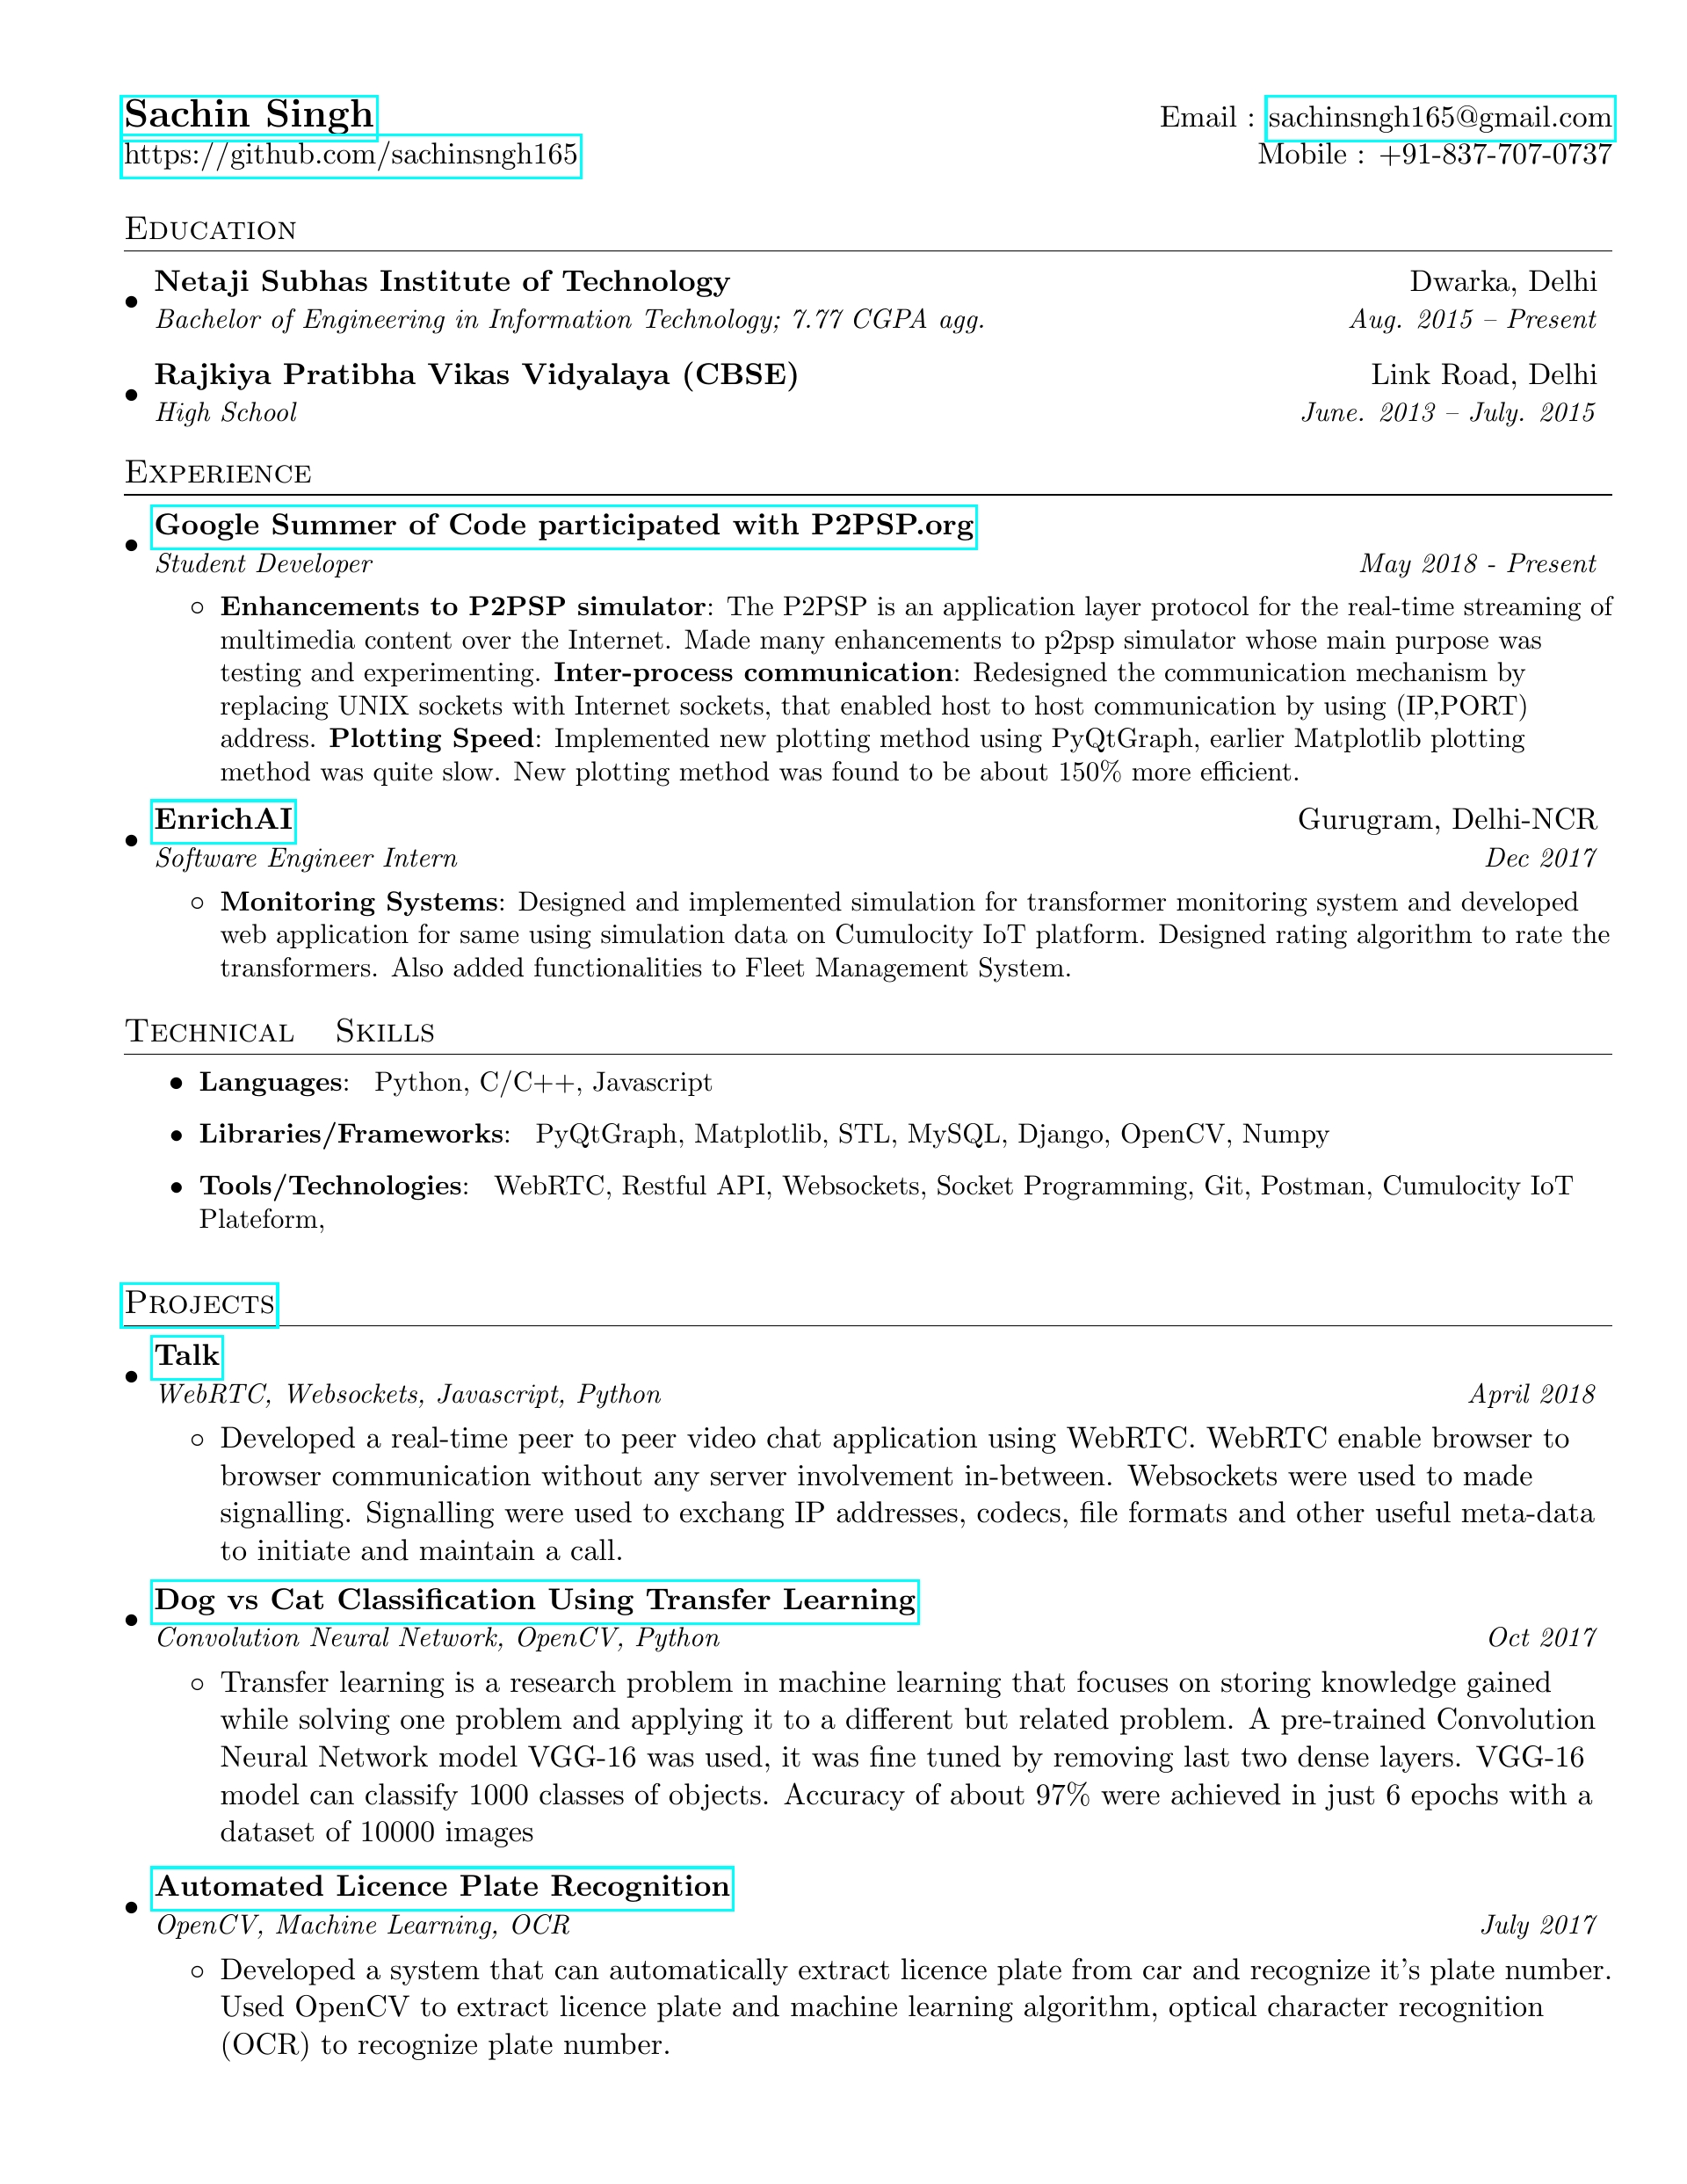 Sachin Singh
Email : sachinsngh165@gmail.com
https://github.com/sachinsngh165
Mobile : +91-837-707-0737
Education
• Netaji Subhas Institute of Technology Dwarka, Delhi
Bachelor of Engineering in Information Technology; 7.77 CGPA agg. Aug. 2015 – Present
• Rajkiya Pratibha Vikas Vidyalaya (CBSE) Link Road, Delhi
High School June. 2013 – July. 2015
Experience
• Google Summer of Code participated with P2PSP.org
Student Developer May 2018 - Present
◦ Enhancements to P2PSP simulator: The P2PSP is an application layer protocol for the real-time streaming of
multimedia content over the Internet. Made many enhancements to p2psp simulator whose main purpose was
testing and experimenting. Inter-process communication: Redesigned the communication mechanism by
replacing UNIX sockets with Internet sockets, that enabled host to host communication by using (IP,PORT)
address. Plotting Speed: Implemented new plotting method using PyQtGraph, earlier Matplotlib plotting
method was quite slow. New plotting method was found to be about 150% more efficient.
• EnrichAI Gurugram, Delhi-NCR
Software Engineer Intern Dec 2017
◦ Monitoring Systems: Designed and implemented simulation for transformer monitoring system and developed
web application for same using simulation data on Cumulocity IoT platform. Designed rating algorithm to rate the
transformers. Also added functionalities to Fleet Management System.
Technical Skills
• Languages: Python, C/C++, Javascript
• Libraries/Frameworks: PyQtGraph, Matplotlib, STL, MySQL, Django, OpenCV, Numpy
• Tools/Technologies: WebRTC, Restful API, Websockets, Socket Programming, Git, Postman, Cumulocity IoT
Plateform,
Projects
• Talk
WebRTC, Websockets, Javascript, Python April 2018
◦ Developed a real-time peer to peer video chat application using WebRTC. WebRTC enable browser to
browser communication without any server involvement in-between. Websockets were used to made
signalling. Signalling were used to exchang IP addresses, codecs, file formats and other useful meta-data
to initiate and maintain a call.
• Dog vs Cat Classification Using Transfer Learning
Convolution Neural Network, OpenCV, Python Oct 2017
◦ Transfer learning is a research problem in machine learning that focuses on storing knowledge gained
while solving one problem and applying it to a different but related problem. A pre-trained Convolution
Neural Network model VGG-16 was used, it was fine tuned by removing last two dense layers. VGG-16
model can classify 1000 classes of objects. Accuracy of about 97% were achieved in just 6 epochs with a
dataset of 10000 images
• Automated Licence Plate Recognition
OpenCV, Machine Learning, OCR July 2017
◦ Developed a system that can automatically extract licence plate from car and recognize it's plate number.
Used OpenCV to extract licence plate and machine learning algorithm, optical character recognition
(OCR) to recognize plate number.